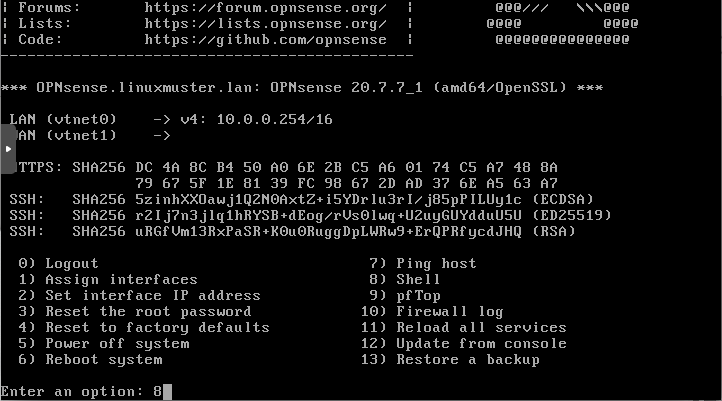 | Forums:       https://forum.opnsense.org/  |         @@@///   \\\@@@
| Lists:        https://lists.opnsense.org/  |        @@@@         @@@@
| Code:         https://github.com/opnsense  |         @@@@@@@@@@@@@@@
----------------------------------------------
*** OPNsense.linuxmuster.lan: OPNsense 20.7.7_1 (amd64/OpenSSL) ***
LAN (vtnet0)    -> v4: 10.0.0.254/16
WAN (vtnet1)    ->
HTTPS: SHA256 DC 4A 8C B4 50 A0 6E 2B C5 A6 01 74 C5 A7 48 8A
              79 67 5F 1E 81 39 FC 98 67 2D AD 37 6E A5 63 A7
SSH:   SHA256 5zinhXXOawj1Q2N0AxtZ+i5YDrlu3rI/j85pPILUy1c (ECDSA)
SSH:   SHA256 r2Ij7n3jlq1hRYSB+dEog/rVs0lwq+U2uyGUYdduU5U (ED25519)
SSH:   SHA256 uRGfVm13RxPaSR+K0u0RuggDpLWRw9+ErQPRfycdJHQ (RSA)
0) Logout                              7) Ping host
1) Assign interfaces                   8) Shell
2) Set interface IP address            9) pfTop
3) Reset the root password            10) Firewall log
4) Reset to factory defaults          11) Reload all services
5) Power off system                   12) Update from console
6) Reboot system                      13) Restore a backup
Enter an option: 8